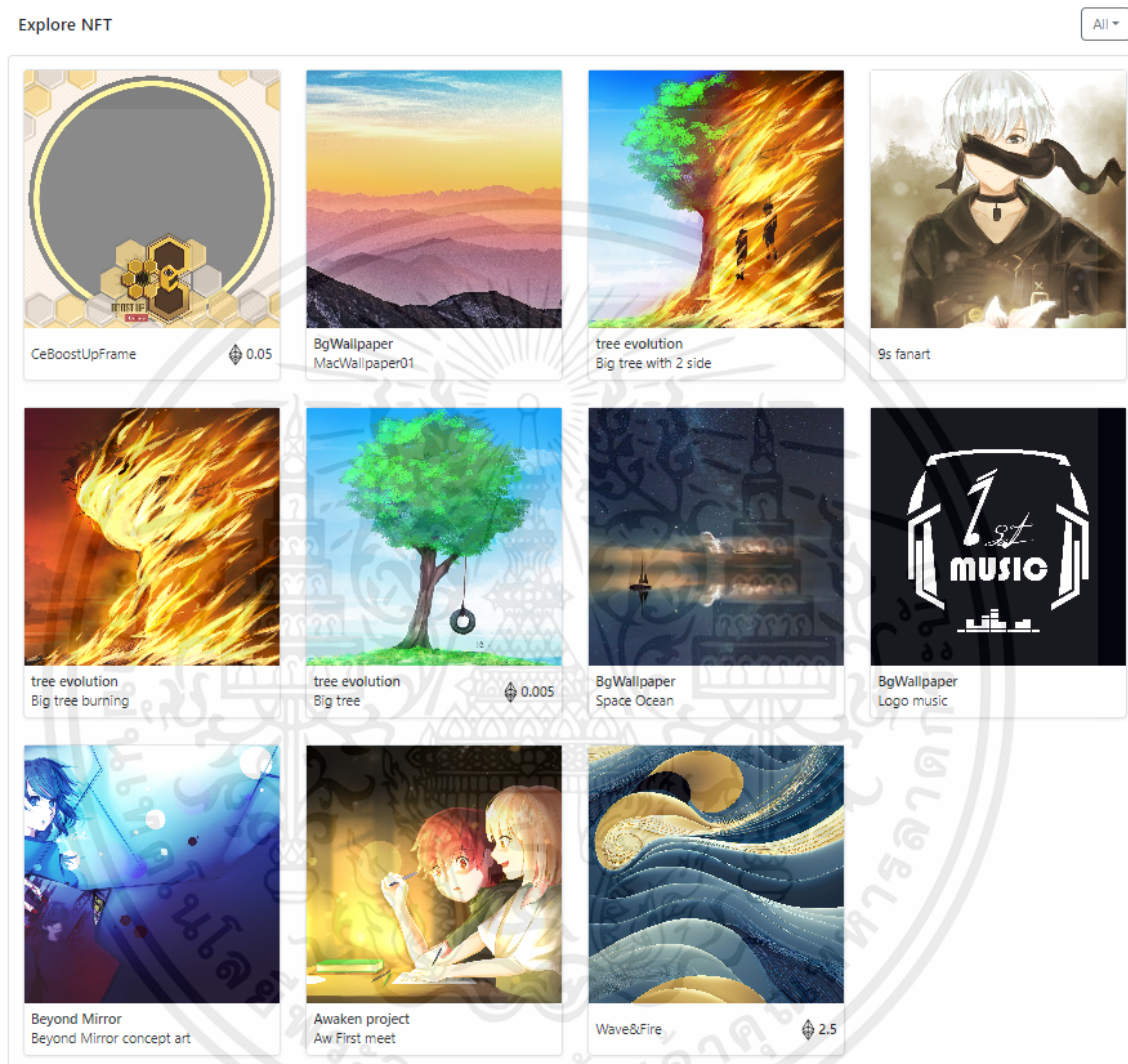 Explore NFT
All
BOOST UP
CeBoostUpFrame
0.05
BgWallpaper
MacWallpaper01
tree evolution
Big tree with 2 side
9s fanart
1st
MUSIC
tree evolution
Big tree burning
tree evolution
Big tree
0.005
BgWallpaper
Space Ocean
BgWallpaper
Logo music
Beyond Mirror
Beyond Mirror concept art
Awaken project
Aw First meet
Wave&Fire
2.5